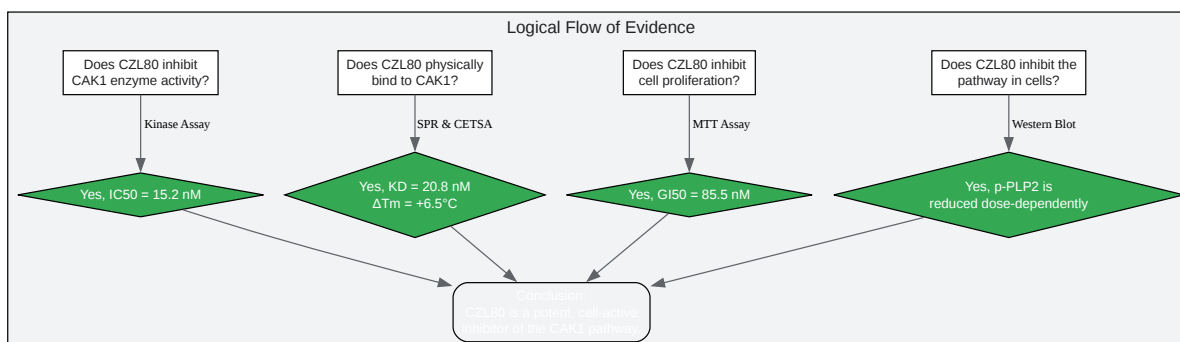 Logical Flow of Evidence
Does CZL80 inhibit
CAK1 enzyme activity?
Does CZL80 physically
bind to CAK1?
Does CZL80 inhibit
cell proliferation?
Does CZL80 inhibit the
pathway in cells?
Kinase Assay
SPR & CETSA
MTT Assay
Western Blot
Yes, IC50 = 15.2 nM
Yes, KD = 20.8 nM
ΔTm = +6.5°C
Yes, GI50 = 85.5 nM
Yes, p-PLP2 is
reduced dose-dependently
Conclusion:
CZL80 is a potent, cell-active
inhibitor of the CAK1 pathway.